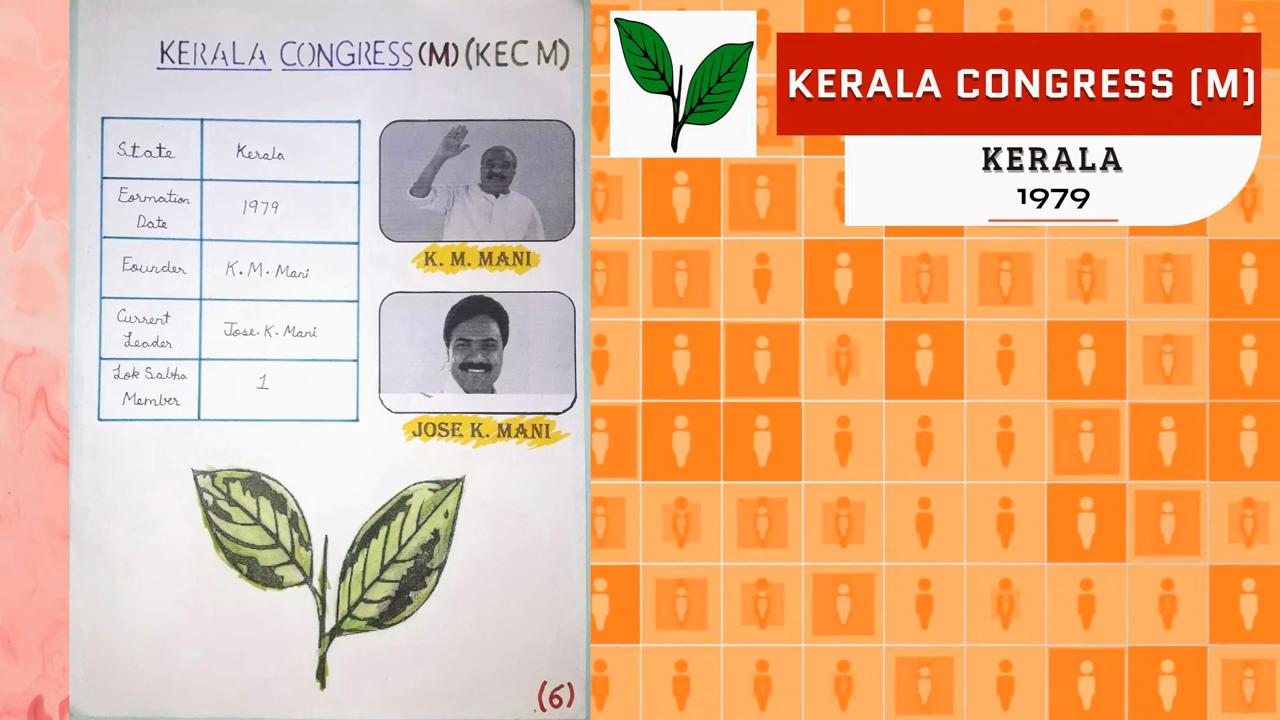 KERALA CONGRESS (M) (KEC M)
State Kerala
Formation
Date
1979
Founder K. M. Mani
Current
Leader
Jose. K. Mani
Lok Sabha
Member
1
K. M. MANI
JOSE K. MANI
(6)
KERALA CONGRESS (M)
KERALA
1979